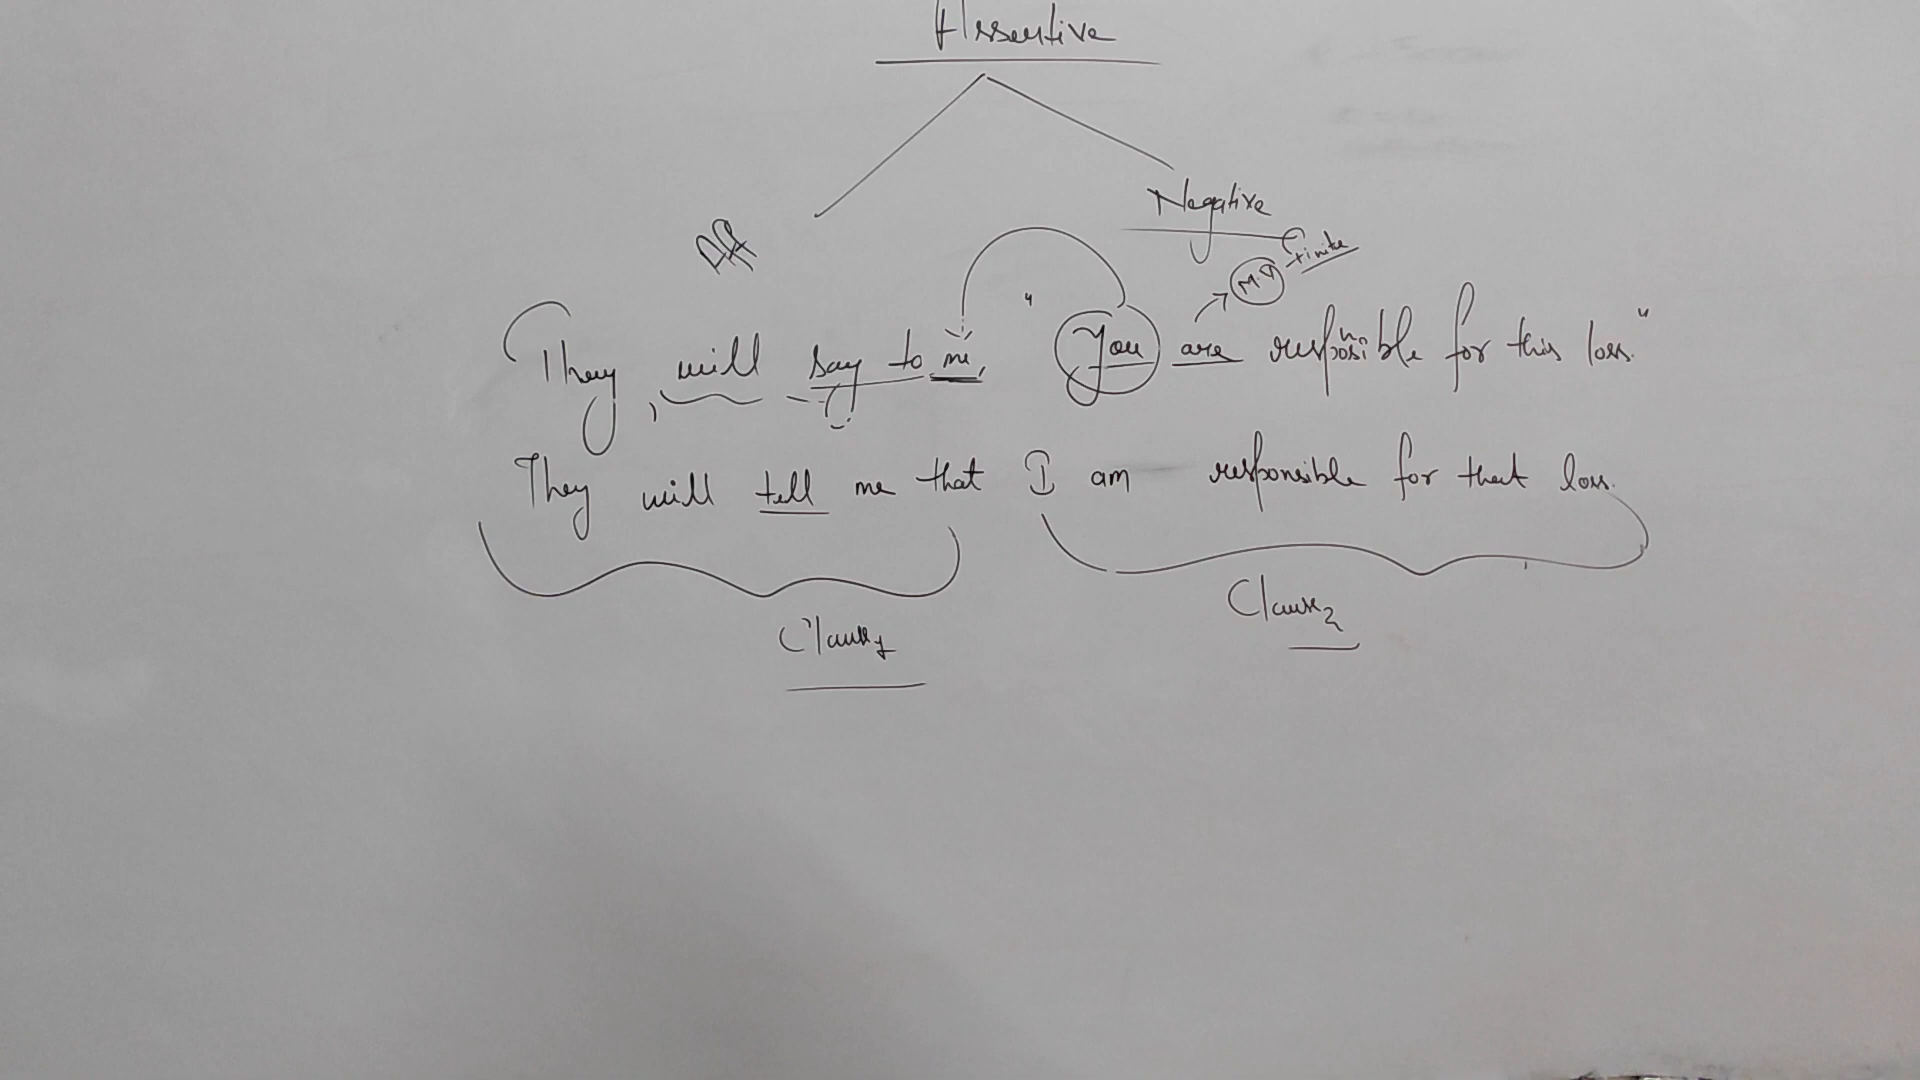 Assertive
Aff
Negative
M.V finite
They will say to me, " You are responsible for this loss."
They will tell me that I am responsible for that loss.
Clause1
Clause2